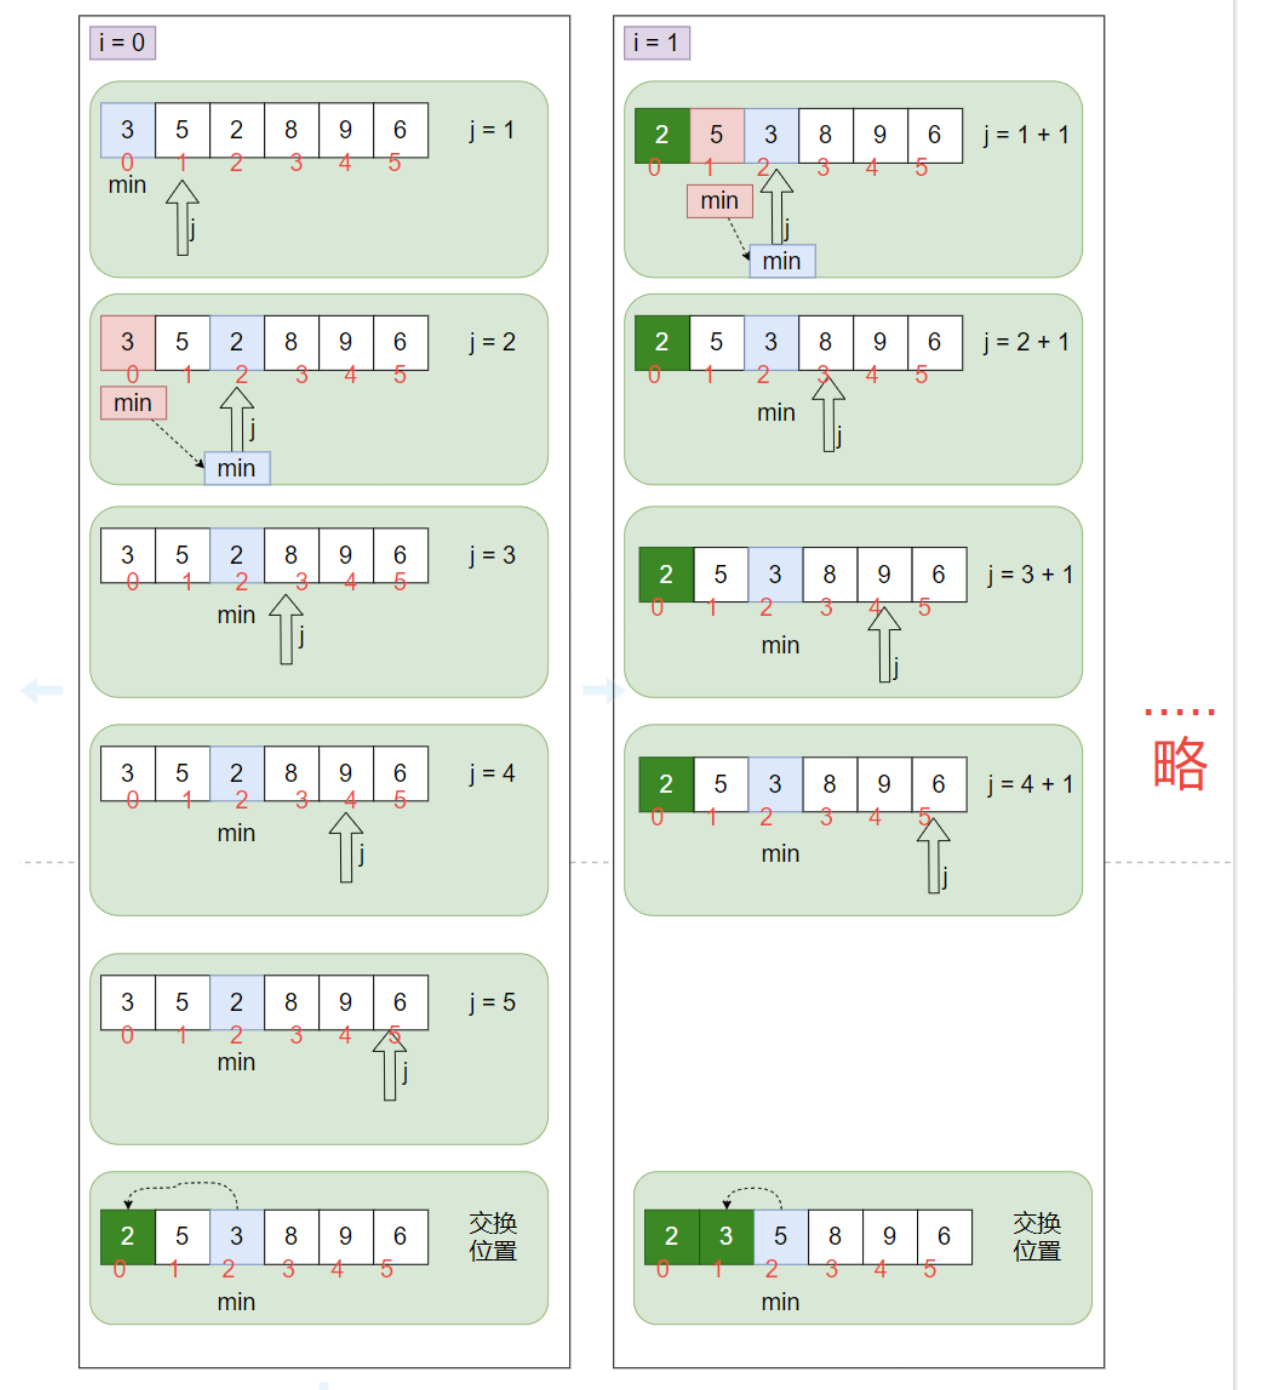 i = 0
3 5 2 8 9 6 j = 1
0 1 2 3 4 5
min
j
3 5 2 8 9 6 j = 2
0 1 2 3 4 5
min
j
min
3 5 2 8 9 6 j = 3
0 1 2 3 4 5
min
j
3 5 2 8 9 6 j = 4
0 1 2 3 4 5
min
j
3 5 2 8 9 6 j = 5
0 1 2 3 4 5
min
j
2 5 3 8 9 6 交换
位置
0 1 2 3 4 5
min
i = 1
2 5 3 8 9 6 j = 1 + 1
0 1 2 3 4 5
min
j
min
2 5 3 8 9 6 j = 2 + 1
0 1 2 3 4 5
min
j
2 5 3 8 9 6 j = 3 + 1
0 1 2 3 4 5
min
j
2 5 3 8 9 6 j = 4 + 1
0 1 2 3 4 5
min
j
2 3 5 8 9 6 交换
位置
0 1 2 3 4 5
min
.....
略